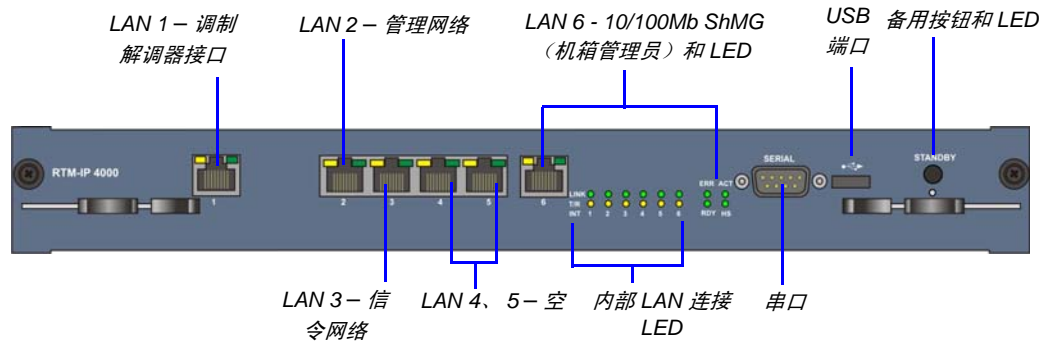 LAN 1 – 调制
解调器接口
LAN 2 – 管理网络
LAN 6 - 10/100Mb ShMG
（机箱管理员）和 LED
USB
端口
备用按钮和 LED
RTM-IP 4000
1
2
3
4
5
6
LINK
T/R
INT 1 2 3 4 5 6
ERR ACT
RDY HS
SERIAL
STANDBY
LAN 3 – 信
令网络
LAN 4、 5 – 空
内部 LAN 连接
LED
串口